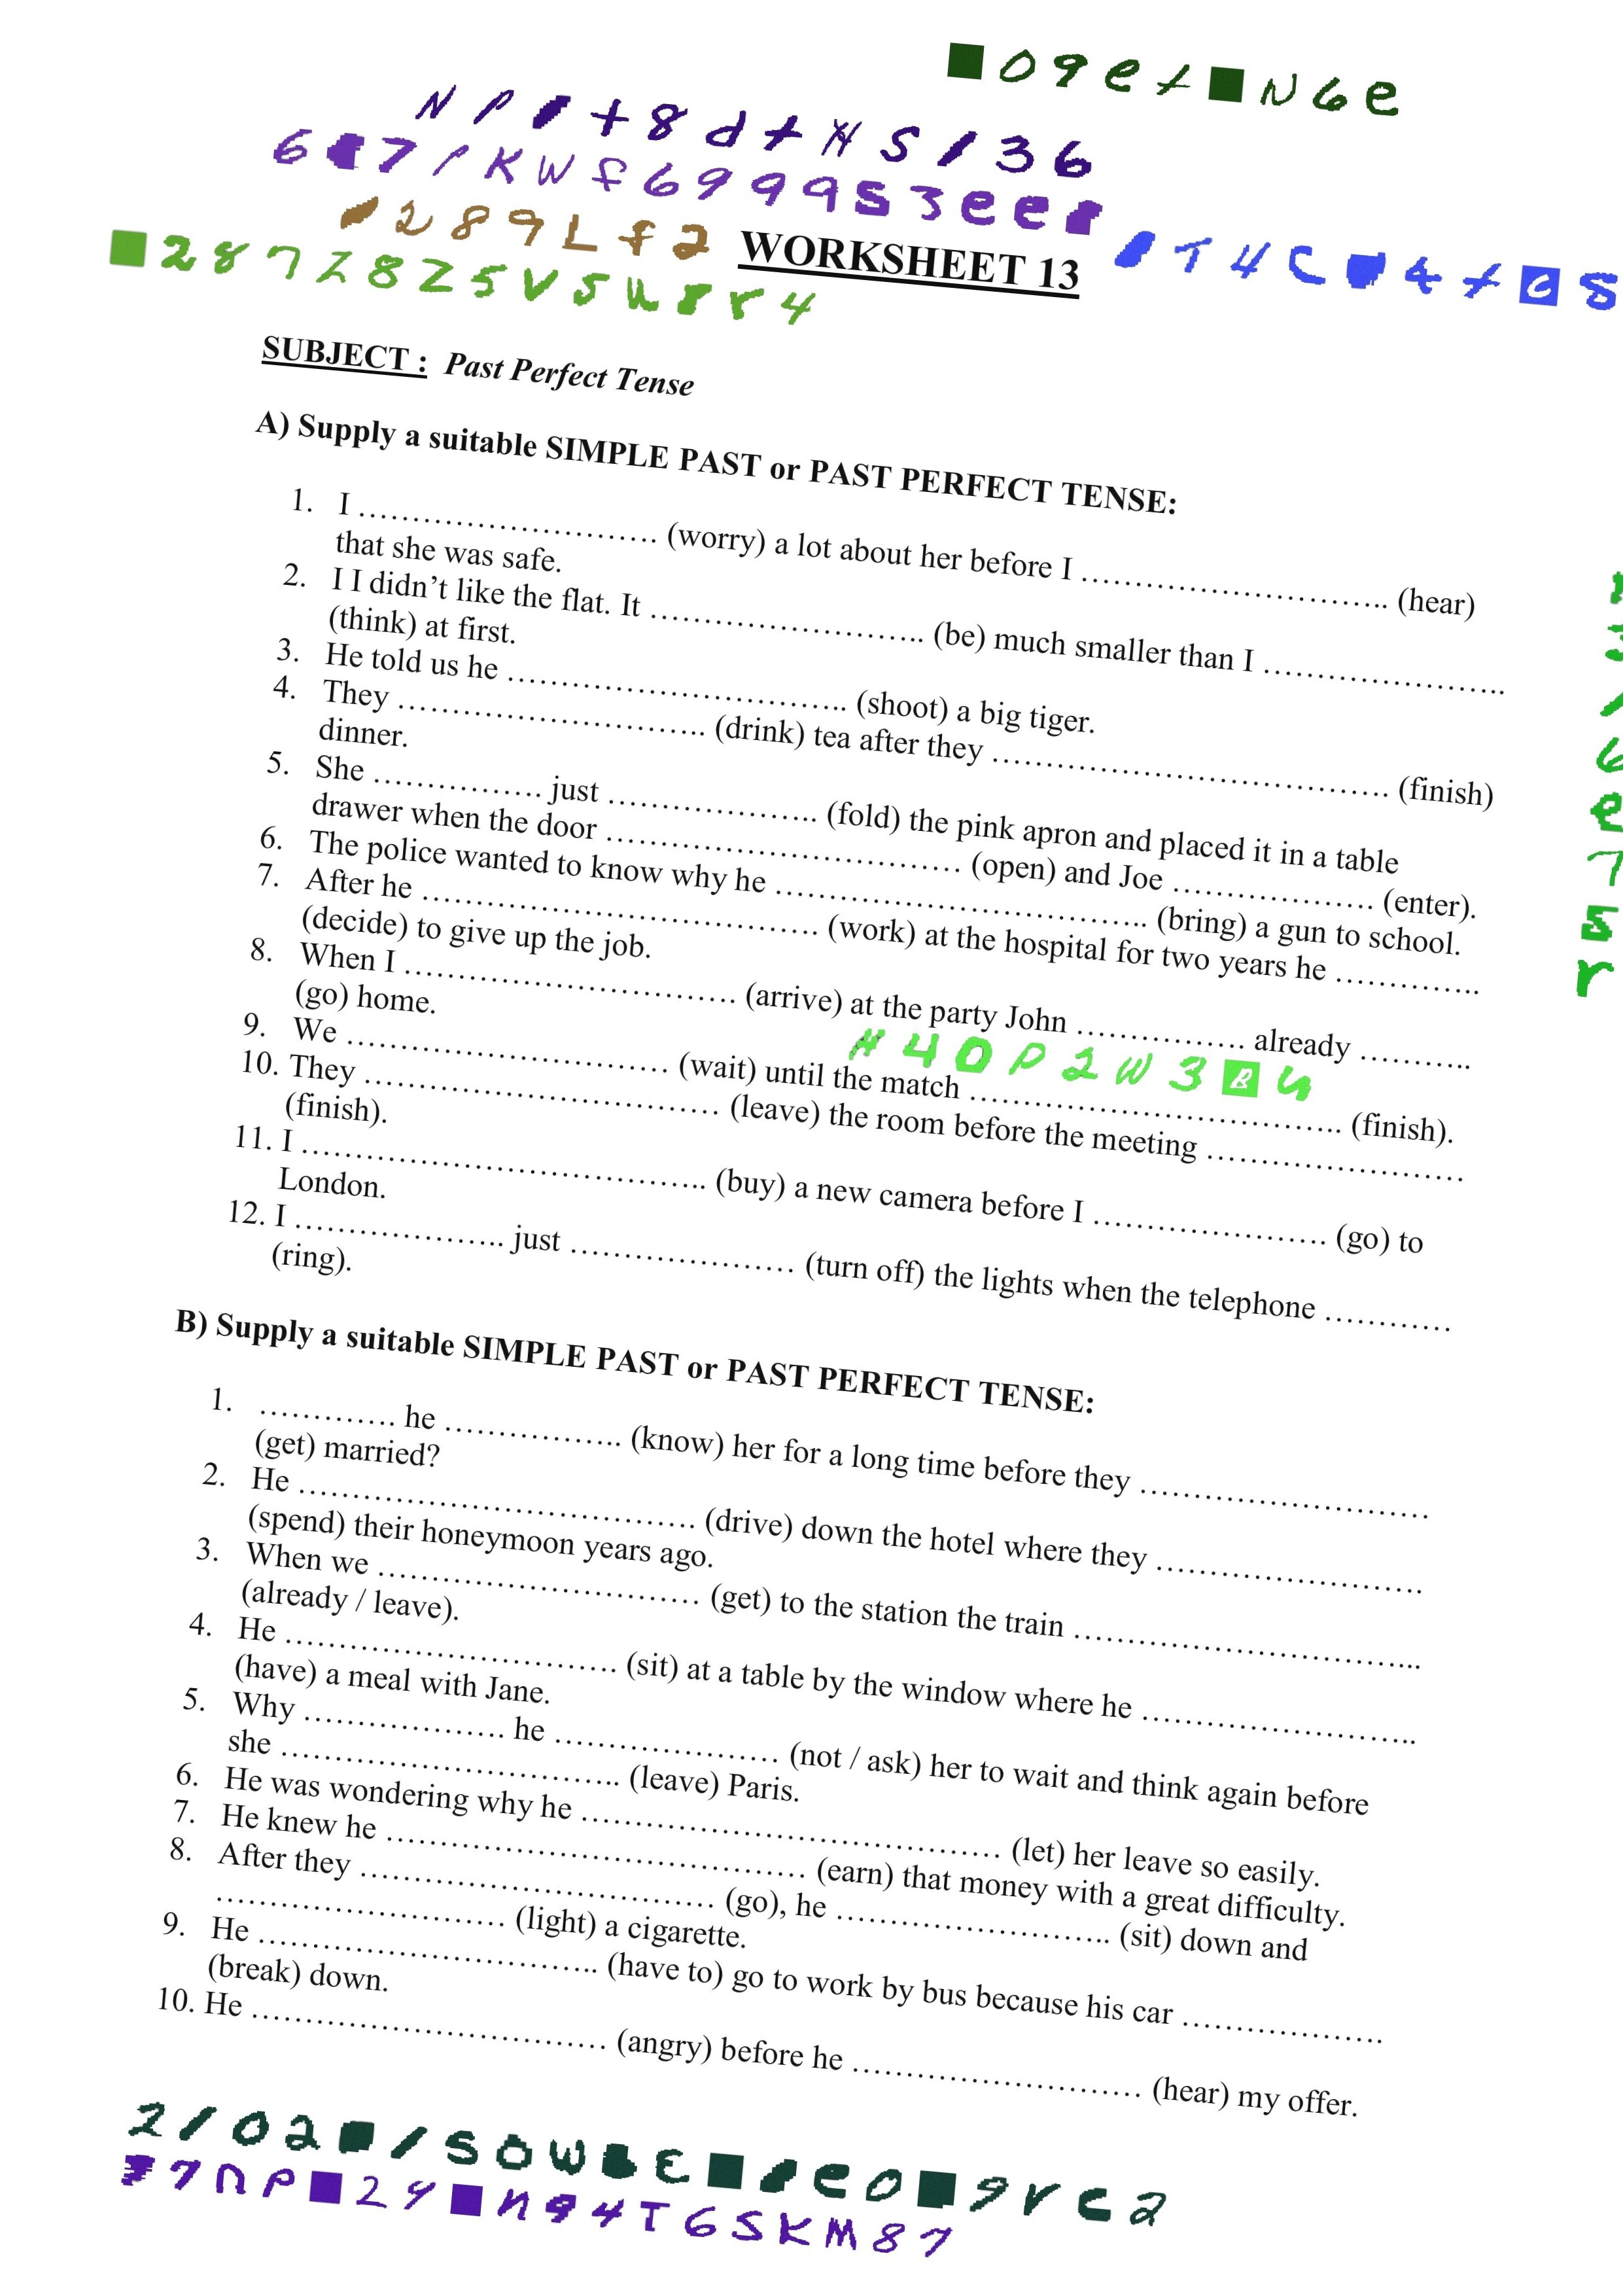 WORKSHEET 13
SUBJECT : Past Perfect Tense
A) Supply a suitable SIMPLE PAST or PAST PERFECT TENSE:
1. I ………………………. (worry) a lot about her before I ……………………….. (hear)
that she was safe.
2. I I didn’t like the flat. It …………………….. (be) much smaller than I …………………..
(think) at first.
3. He told us he ………………………….. (shoot) a big tiger.
4. They ……………………….. (drink) tea after they ………………………………. (finish)
dinner.
5. She ……………. just ……………….. (fold) the pink apron and placed it in a table
drawer when the door …………………………… (open) and Joe ………………. (enter).
6. The police wanted to know why he …………………………….. (bring) a gun to school.
7. After he ………………………………. (work) at the hospital for two years he …………..
(decide) to give up the job.
8. When I …………………………. (arrive) at the party John ……………. already ………..
(go) home.
9. We ………………………… (wait) until the match …………………………….. (finish).
10. They …………………………… (leave) the room before the meeting ……………………
(finish).
11. I ……………………………….. (buy) a new camera before I …………………. (go) to
London.
12. I ……………….. just ………………… (turn off) the lights when the telephone …………
(ring).
B) Supply a suitable SIMPLE PAST or PAST PERFECT TENSE:
1. …………. he …………….. (know) her for a long time before they ………………………
(get) married?
2. He ………………………………. (drive) down the hotel where they …………………….
(spend) their honeymoon years ago.
3. When we ………………………… (get) to the station the train …………………………...
(already / leave).
4. He …………………………. (sit) at a table by the window where he ……………………..
(have) a meal with Jane.
5. Why ………………. he ………………… (not / ask) her to wait and think again before
she ………………………….. (leave) Paris.
6. He was wondering why he ………………………………… (let) her leave so easily.
7. He knew he ………………………………… (earn) that money with a great difficulty.
8. After they …………………………… (go), he …………………….. (sit) down and
……………………… (light) a cigarette.
9. He ………………………….. (have to) go to work by bus because his car ……………….
(break) down.
10. He …………………………… (angry) before he ……………………… (hear) my offer.